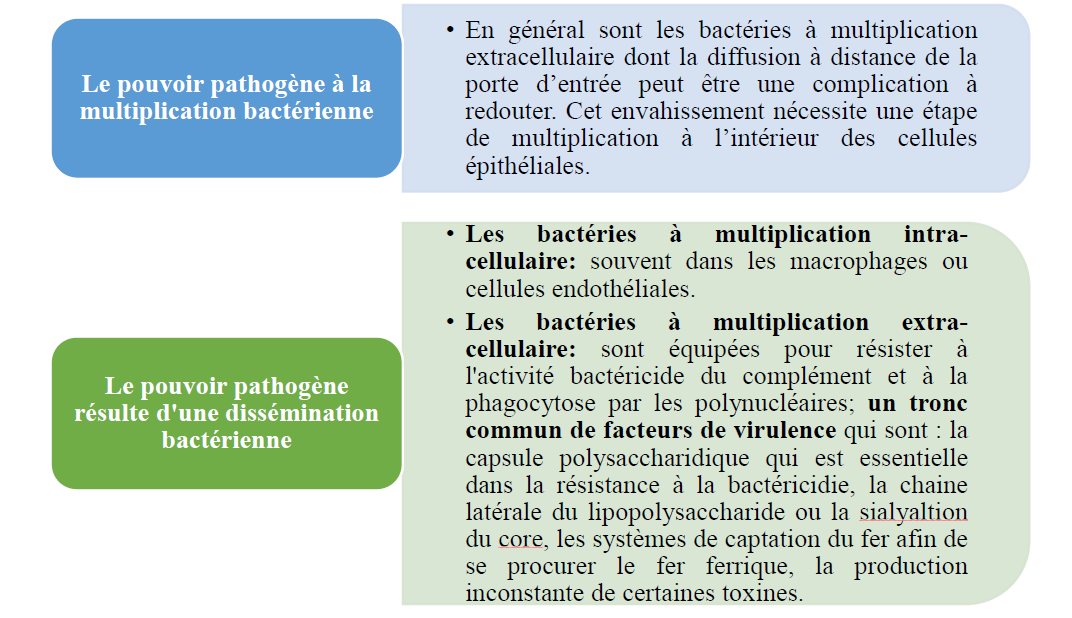 Le pouvoir pathogène à la
multiplication bactérienne
• En général sont les bactéries à multiplication
extracellulaire dont la diffusion à distance de la
porte d’entrée peut être une complication à
redouter. Cet envahissement nécessite une étape
de multiplication à l’intérieur des cellules
épithéliales.
Le pouvoir pathogène
résulte d'une dissémination
bactérienne
• Les bactéries à multiplication intra-
cellulaire: souvent dans les macrophages ou
cellules endothéliales.
• Les bactéries à multiplication extra-
cellulaire: sont équipées pour résister à
l'activité bactéricide du complément et à la
phagocytose par les polynucléaires; un tronc
commun de facteurs de virulence qui sont : la
capsule polysaccharidique qui est essentielle
dans la résistance à la bactéricidie, la chaine
latérale du lipopolysaccharide ou la sialyaltion
du core, les systèmes de captation du fer afin de
se procurer le fer ferrique, la production
inconstante de certaines toxines.